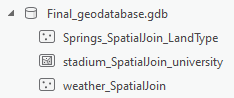 Final_geodatabase.gdb
Springs_SpatialJoin_LandType
stadium_SpatialJoin_university
weather_SpatialJoin